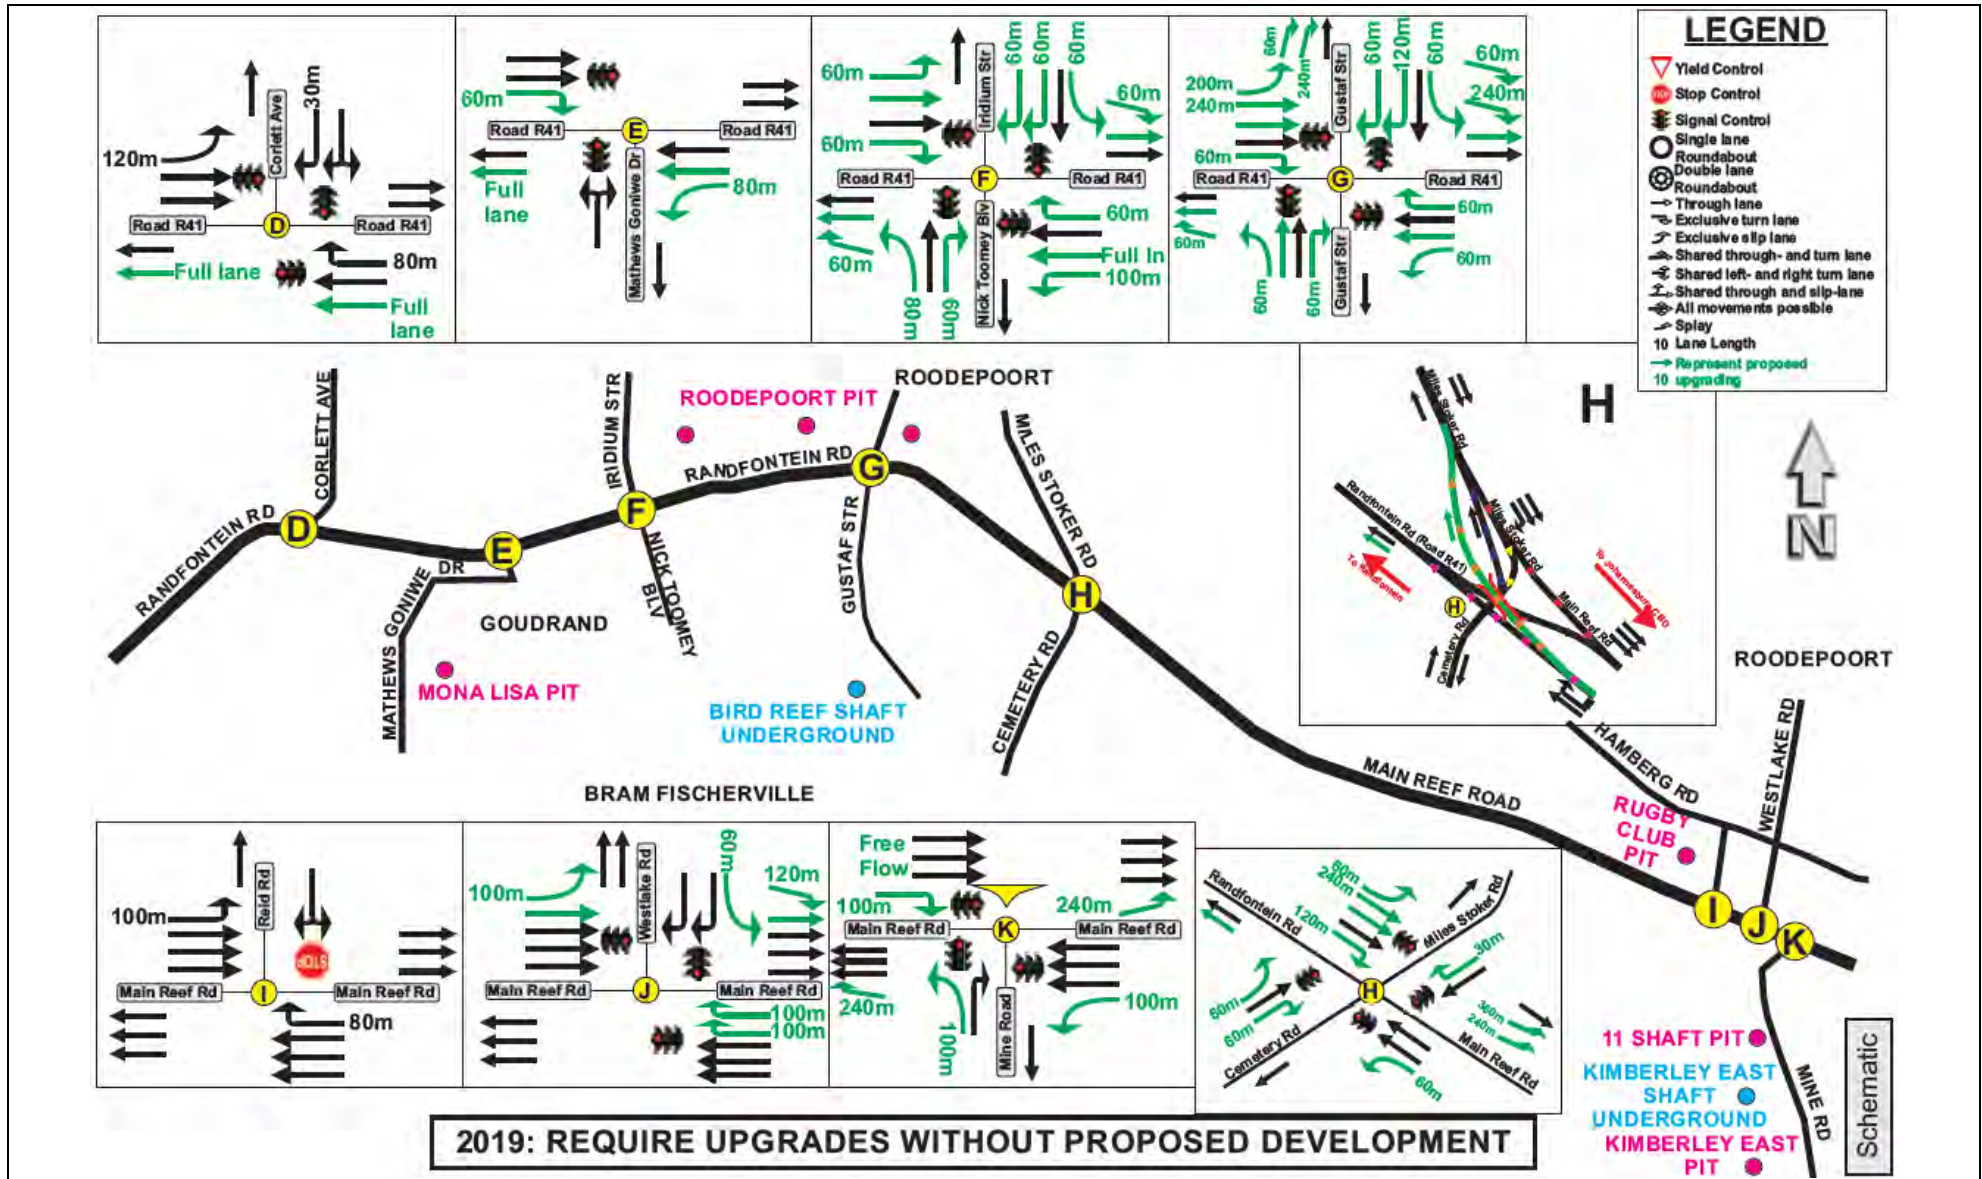 LEGEND
Yield Control
Stop Control
Signal Control
Single lane
Roundabout
Double lane
Roundabout
Through lane
Exclusive turn lane
Exclusive slip lane
Shared through- and turn lane
Shared left- and right turn lane
Shared through and slip-lane
All movements possible
Splay
10 Lane Length
Represent proposed
10 upgrading
120m
Corlett Ave
30m
Road R41
D
Road R41
Full lane
80m
Full
lane
60m
Road R41
E
Road R41
Full
lane
Mathews Goniwe Dr
80m
60m
60m
Iridium Str
60m
60m
60m
60m
Road R41
F
Road R41
60m
80m
60m
Nick Toomey Blv
60m
Full ln
100m
200m
240m
60m
60m
240m
Gustaf Str
60m
120m
60m
60m
240m
Road R41
G
Road R41
60m
60m
60m
Gustaf Str
60m
60m
H
Miles Stoker Rd
Miles Stoker Rd
Randfontein Rd (Road R41)
To Randfontein
To Johannesburg CBD
H
Cemetery Rd
Main Reef Rd
N
ROODEPOORT
ROODEPOORT PIT
CORLETT AVE
IRIDIUM STR
RANDFONTEIN RD
G
MILES STOKER RD
RANDFONTEIN RD
D
E
F
MATHEWS GONIWE DR
NICK TOOMEY
BLV
GUSTAF STR
H
GOUDRAND
MONA LISA PIT
BIRD REEF SHAFT
UNDERGROUND
CEMETERY RD
ROODEPOORT
MAIN REEF ROAD
HAMBERG RD
WESTLAKE RD
BRAM FISCHERVILLE
RUGBY
CLUB
PIT
I
J
K
11 SHAFT PIT
KIMBERLEY EAST
SHAFT
UNDERGROUND
KIMBERLEY EAST
PIT
MINE RD
Schematic
100m
Reid Rd
STOP
Main Reef Rd
I
Main Reef Rd
80m
100m
Westlake Rd
60m
120m
Main Reef Rd
J
Main Reef Rd
100m
100m
Free
Flow
100m
240m
Main Reef Rd
K
Main Reef Rd
240m
100m
Mine Road
100m
Randfontein Rd
60m
240m
120m
Miles Stoker Rd
30m
H
60m
60m
Cemetery Rd
360m
240m
Main Reef Rd
60m
2019: REQUIRE UPGRADES WITHOUT PROPOSED DEVELOPMENT